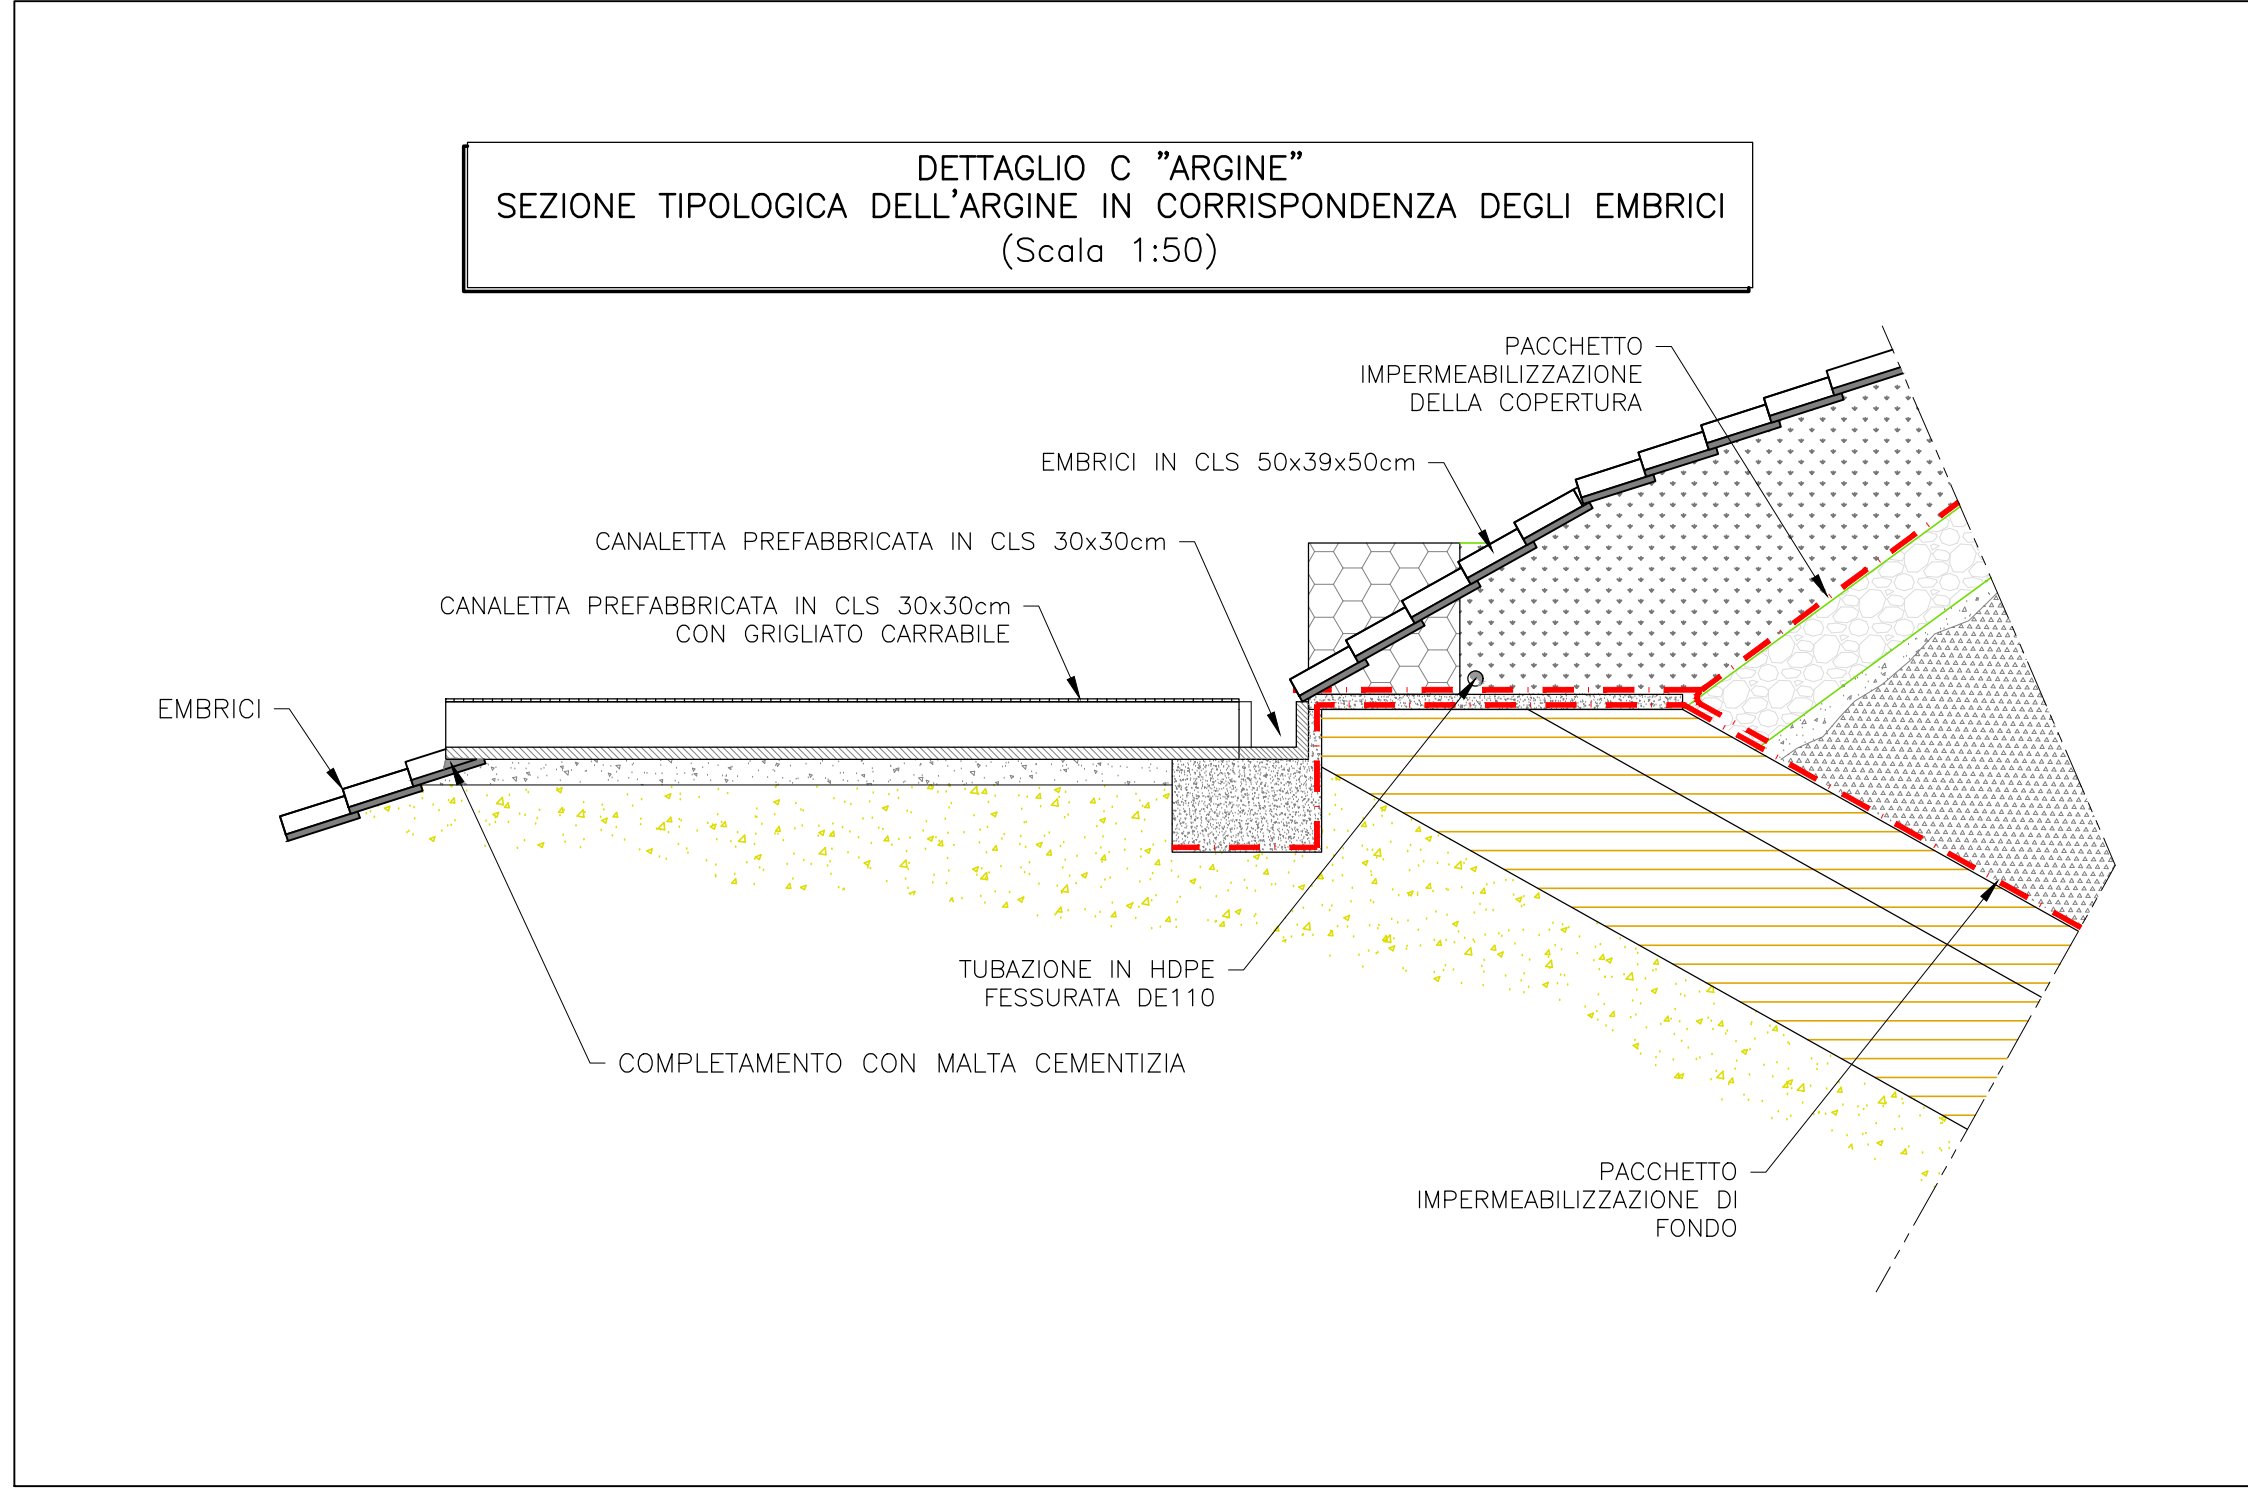 DETTAGLIO C "ARGINE"
SEZIONE TIPOLOGICA DELL'ARGINE IN CORRISPONDENZA DEGLI EMBRICI
(Scala 1:50)
PACCHETTO
IMPERMEABILIZZAZIONE
DELLA COPERTURA
EMBRICI IN CLS 50x39x50cm
CANALETTA PREFABBRICATA IN CLS 30x30cm
CANALETTA PREFABBRICATA IN CLS 30x30cm
CON GRIGLIATO CARRABILE
EMBRICI
TUBAZIONE IN HDPE
FESSURATA DE110
COMPLETAMENTO CON MALTA CEMENTIZIA
PACCHETTO
IMPERMEABILIZZAZIONE DI
FONDO